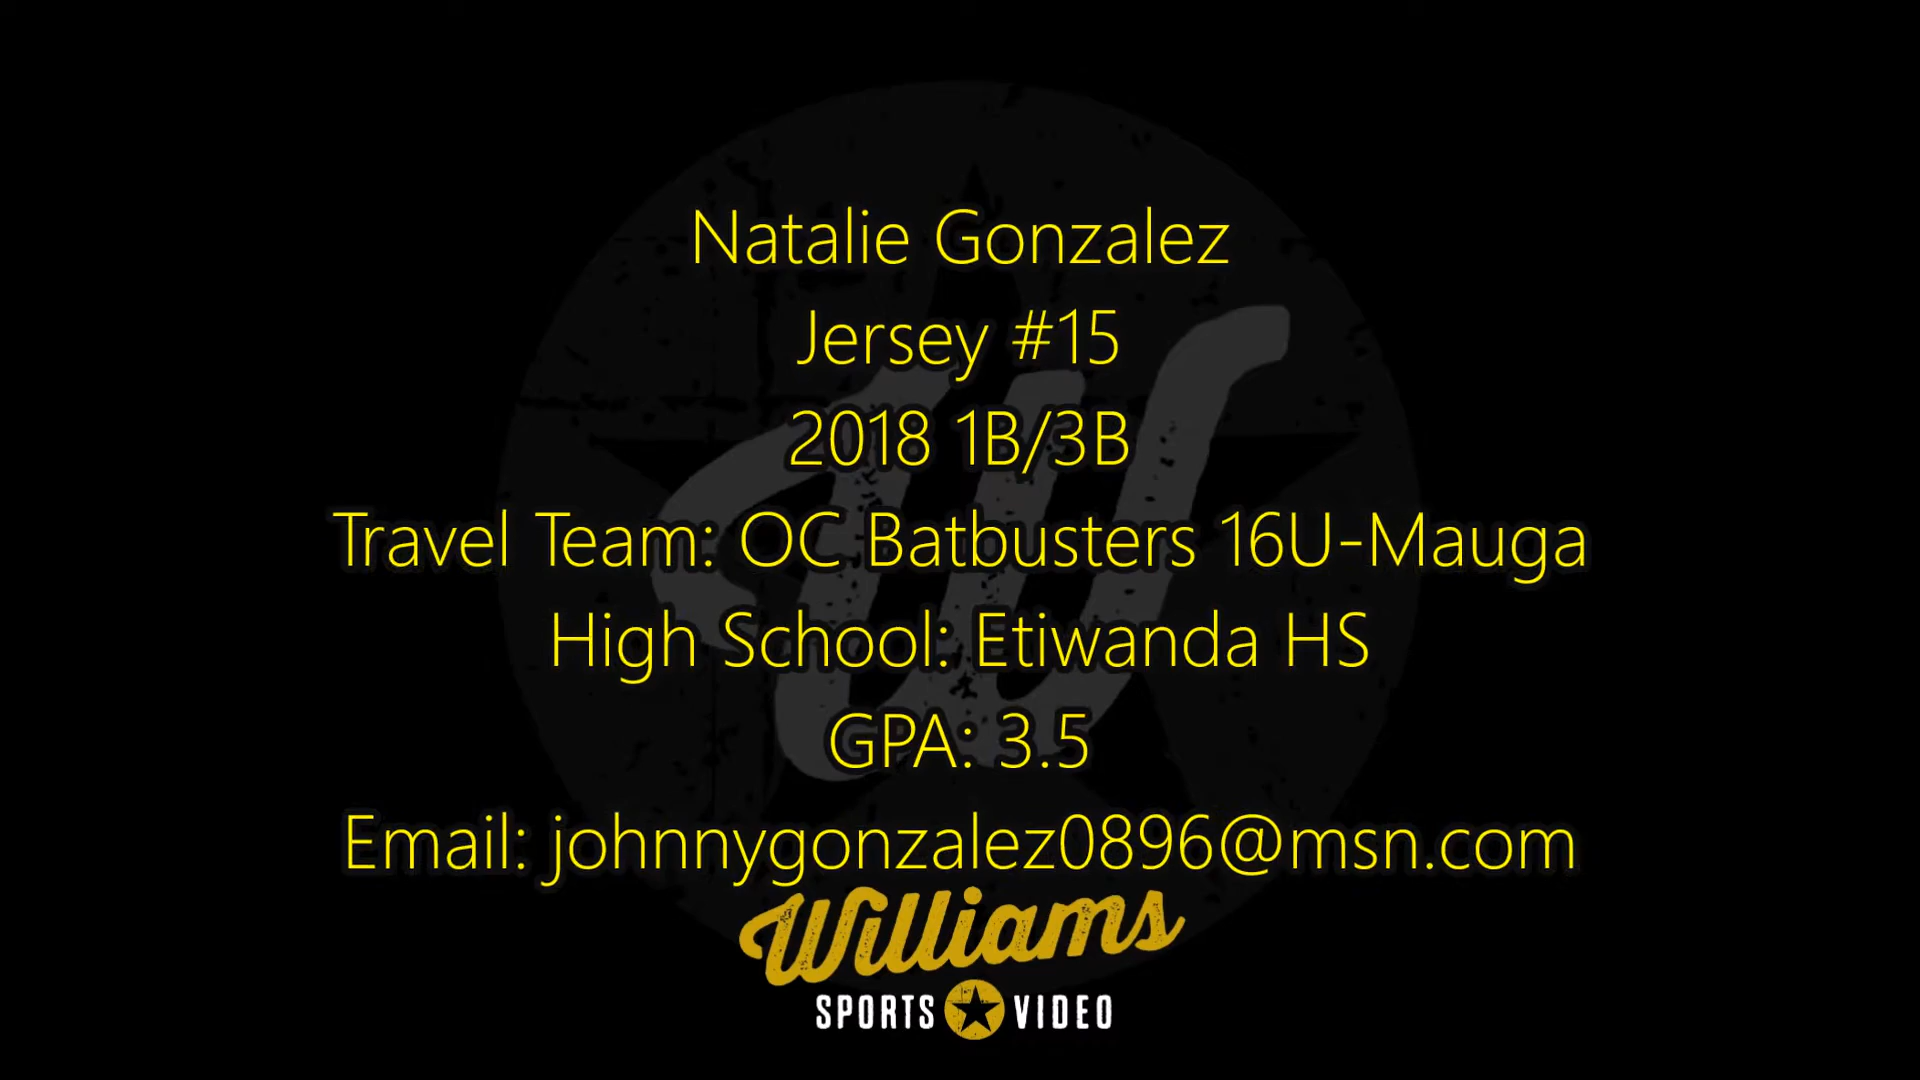 Natalie Gonzalez
Jersey #15
2018 1B/3B
Travel Team: OC Batbusters 16U-Mauga
High School: Etiwanda HS
GPA: 3.5
Email: johnnygonzalez0896@msn.com
Williams
SPORTS VIDEO